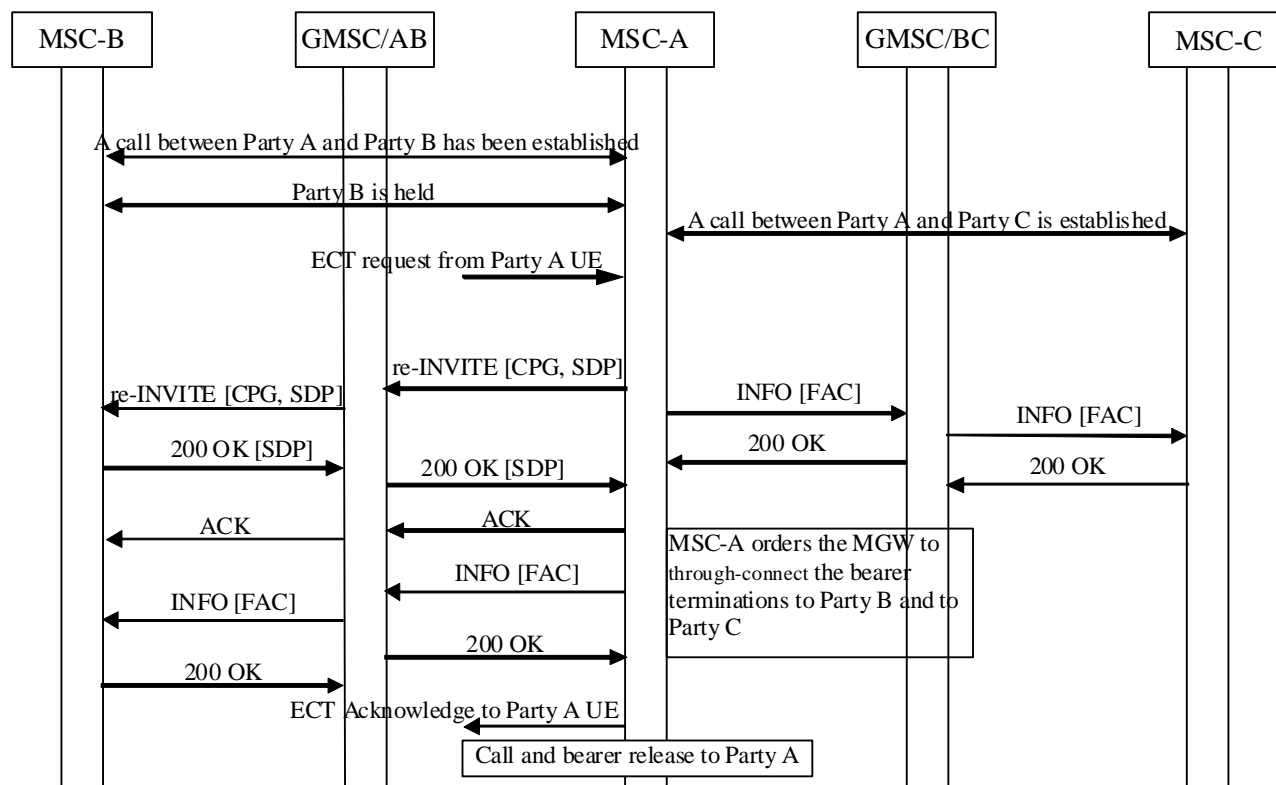 MSC-B
GMSC/AB
MSC-A
GMSC/BC
MSC-C
A call between Party A and Party B has been established
Party B is held
A call between Party A and Party C is established
ECT request from Party A UE
re-INVITE [CPG, SDP]
re-INVITE [CPG, SDP]
INFO [FAC]
INFO [FAC]
200 OK [SDP]
200 OK
200 OK [SDP]
200 OK
ACK
ACK
MSC-A orders the MGW to
through-connect the bearer
terminations to Party B and to
Party C
INFO [FAC]
INFO [FAC]
200 OK
200 OK
ECT Acknowledge to Party A UE
Call and bearer release to Party A